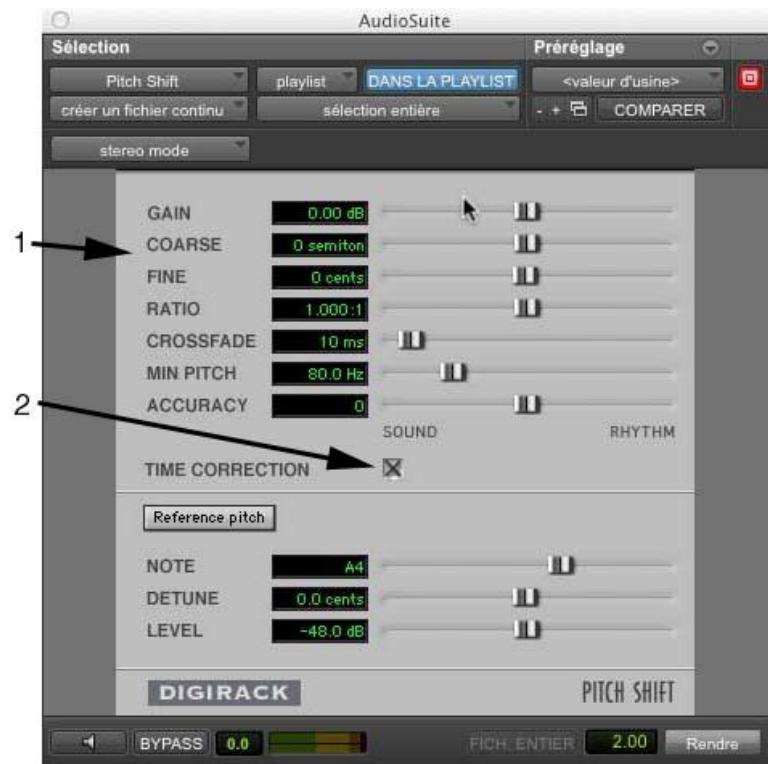 AudioSuite
Sélection Préréglage
Pitch Shift playlist DANS LA PLAYLIST <valeur d'usine>
créer un fichier continu sélection entière - + COMPARER
stereo mode
GAIN 0.00 dB
1 COARSE 0 semiton
FINE 0 cents
RATIO 1.000:1
CROSSFADE 10 ms
MIN PITCH 80.0 Hz
2 ACCURACY 0
SOUND RHYTHM
TIME CORRECTION
Reference pitch
NOTE A4
DETUNE 0.0 cents
LEVEL -48.0 dB
DIGIRACK PITCH SHIFT
BYPASS 0.0 FICH. ENTIER 2.00 Rendre